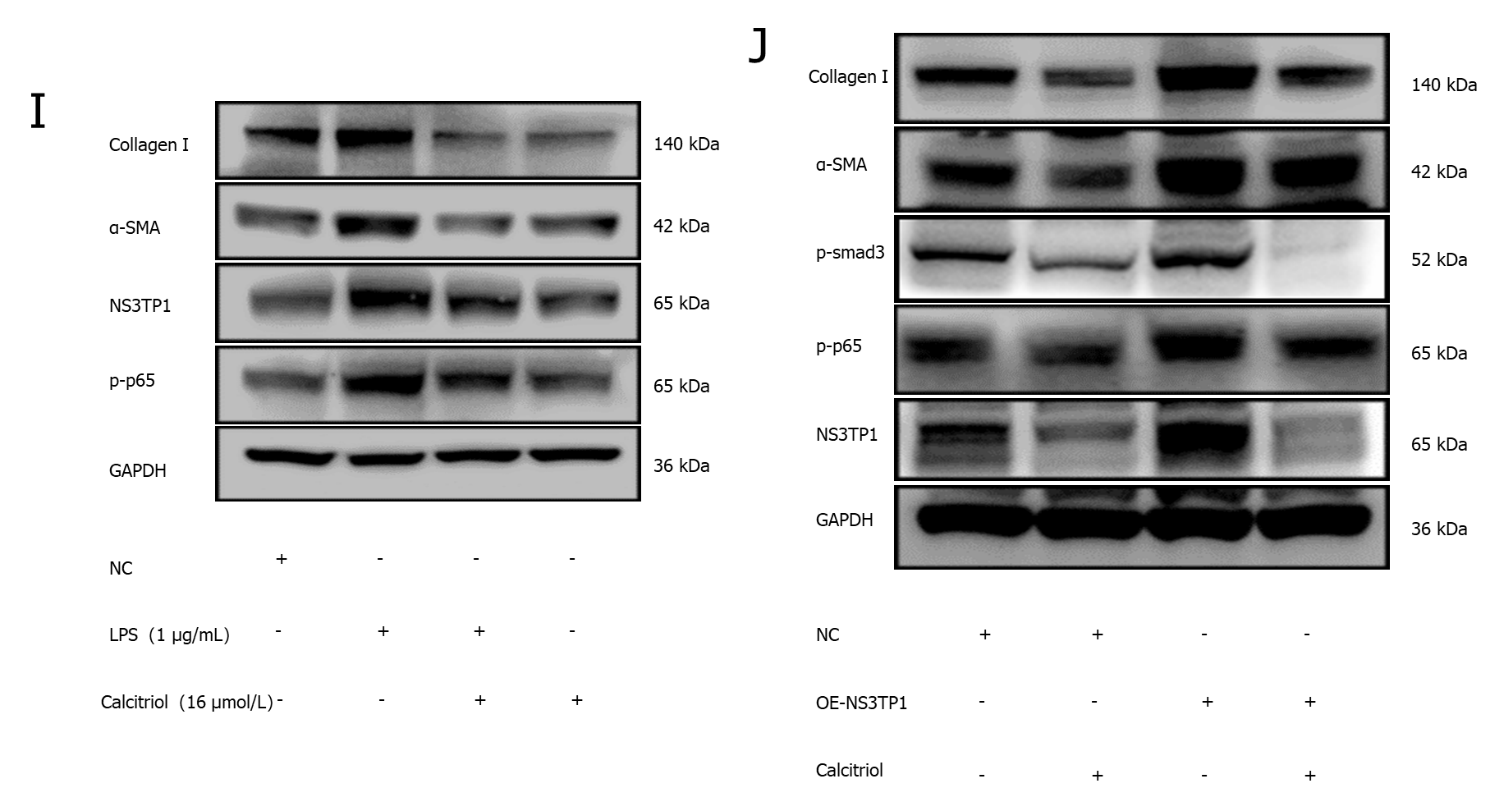 I
Collagen I 140 kDa
α-SMA 42 kDa
NS3TP1 65 kDa
p-p65 65 kDa
GAPDH 36 kDa
NC + - - -
LPS (1 µg/mL) - + + -
Calcitriol (16 µmol/L) - - + +
J
Collagen I 140 kDa
α-SMA 42 kDa
p-smad3 52 kDa
p-p65 65 kDa
NS3TP1 65 kDa
GAPDH 36 kDa
NC + + - -
OE-NS3TP1 - - + +
Calcitriol - + - +